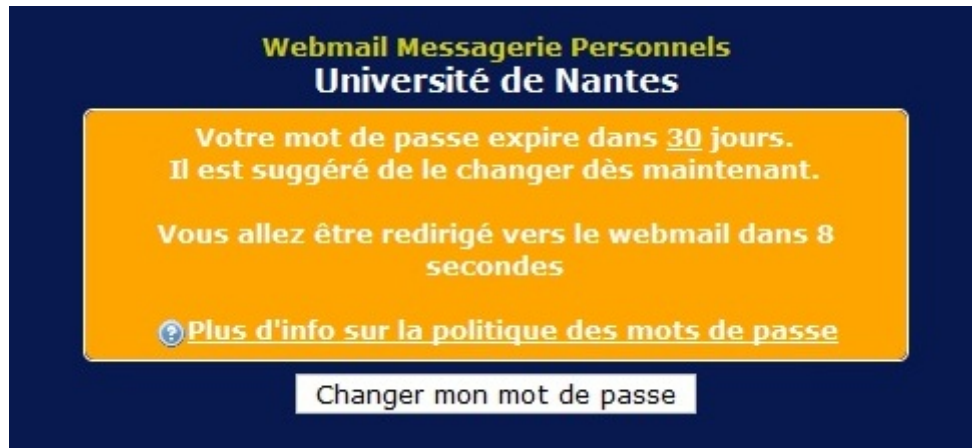 Webmail Messagerie Personnels
Université de Nantes
Votre mot de passe expire dans 30 jours.
Il est suggéré de le changer dès maintenant.
Vous allez être redirigé vers le webmail dans 8
secondes
Plus d'info sur la politique des mots de passe
Changer mon mot de passe